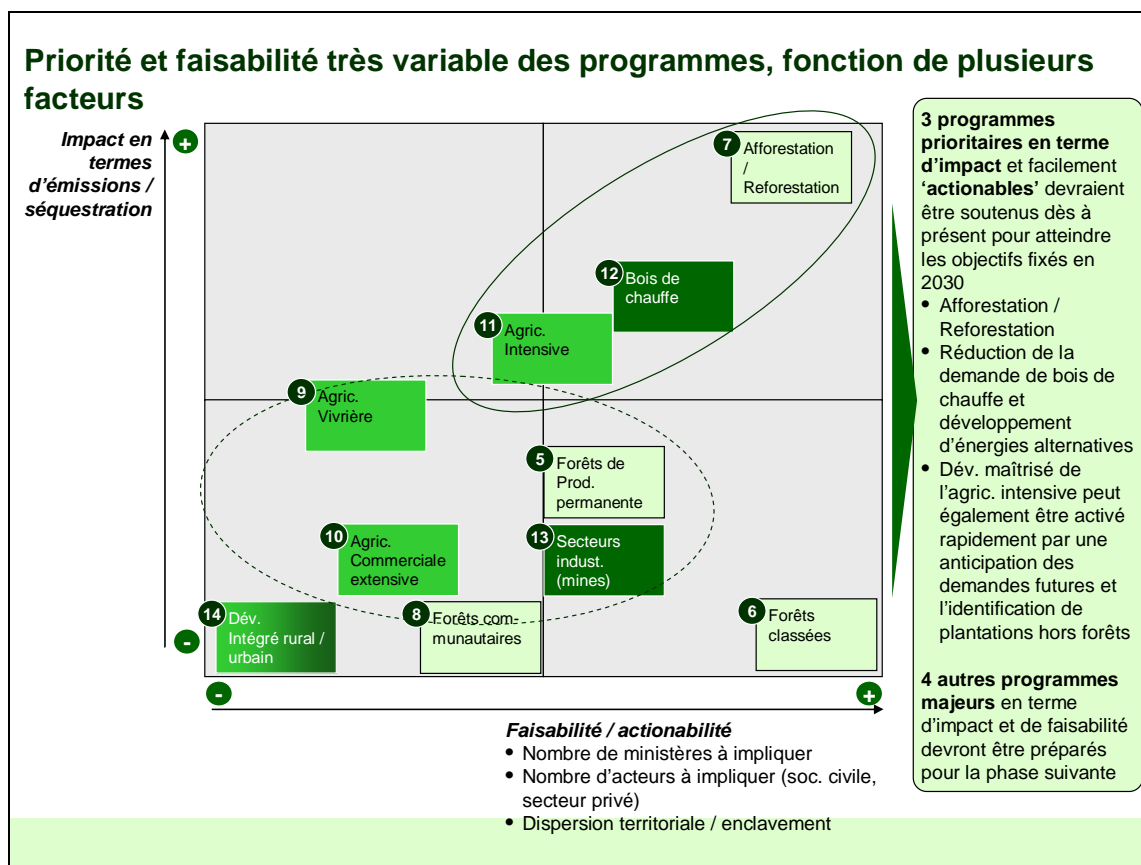 Priorité et faisabilité très variable des programmes, fonction de plusieurs
facteurs
Impact en
termes
d’émissions /
séquestration
+
7
Afforestation
/
Reforestation
12
Bois de
chauffe
11
Agric.
Intensive
9
Agric.
Vivrière
5
Forêts de
Prod.
permanente
10
Agric.
Commerciale
extensive
13
Secteurs
indust.
(mines)
14
Dév.
Intégré rural /
urbain
8
Forêts com-
munautaires
6
Forêts
classées
-
-
+
Faisabilité / actionabilité
• Nombre de ministères à impliquer
• Nombre d’acteurs à impliquer (soc. civile,
secteur privé)
• Dispersion territoriale / enclavement
3 programmes
prioritaires en terme
d’impact et facilement
‘actionables’ devraient
être soutenus dès à
présent pour atteindre
les objectifs fixés en
2030
• Afforestation /
Reforestation
• Réduction de la
demande de bois de
chauffe et
développement
d’énergies alternatives
• Dév. maîtrisé de
l’agric. intensive peut
également être activé
rapidement par une
anticipation des
demandes futures et
l’identification de
plantations hors forêts
4 autres programmes
majeurs en terme
d’impact et de faisabilité
devront être préparés
pour la phase suivante